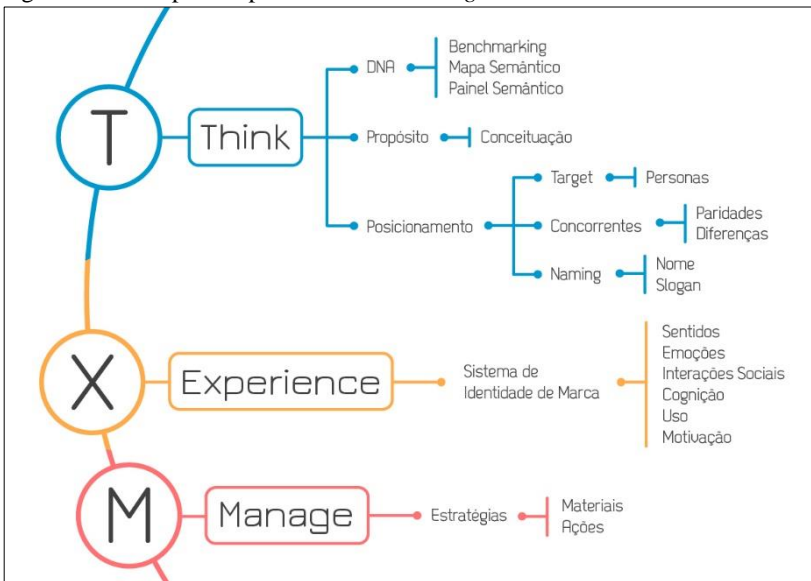 T
Think
DNA
Benchmarking
Mapa Semântico
Painel Semântico
Propósito
Conceituação
Posicionamento
Target
Personas
Concorrentes
Paridades
Diferenças
Naming
Nome
Slogan
X
Experience
Sistema de
Identidade de Marca
Sentidos
Emoções
Interações Sociais
Cognição
Uso
Motivação
M
Manage
Estratégias
Materiais
Ações